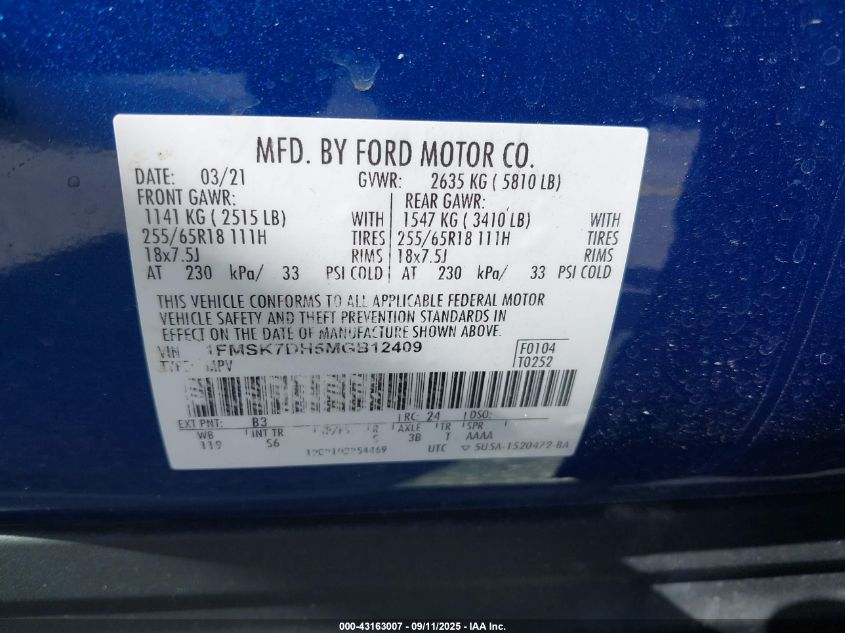 MFD. BY FORD MOTOR CO.
DATE: 03/21 GVWR: 2635 KG ( 5810 LB)
FRONT GAWR: REAR GAWR:
1141 KG ( 2515 LB) WITH 1547 KG ( 3410 LB) WITH
255/65R18 111H TIRES 255/65R18 111H TIRES
18x7.5J RIMS 18x7.5J RIMS
AT 230 kPa/ 33 PSI COLD AT 230 kPa/ 33 PSI COLD
THIS VEHICLE CONFORMS TO ALL APPLICABLE FEDERAL MOTOR
VEHICLE SAFETY AND THEFT PREVENTION STANDARDS IN
EFFECT ON THE DATE OF MANUFACTURE SHOWN ABOVE.
VIN 1FMSK7DH5MGB12409 F0104
TYPE: MPV T0252
EXT PNT: B3 RC: 24 DSO:
WB INT TR R AXLE TR SPR
119 S6 S 3B T AAAA
UTC 5USA-1520472-BA
000-43163007 - 09/11/2025 - IAA Inc.